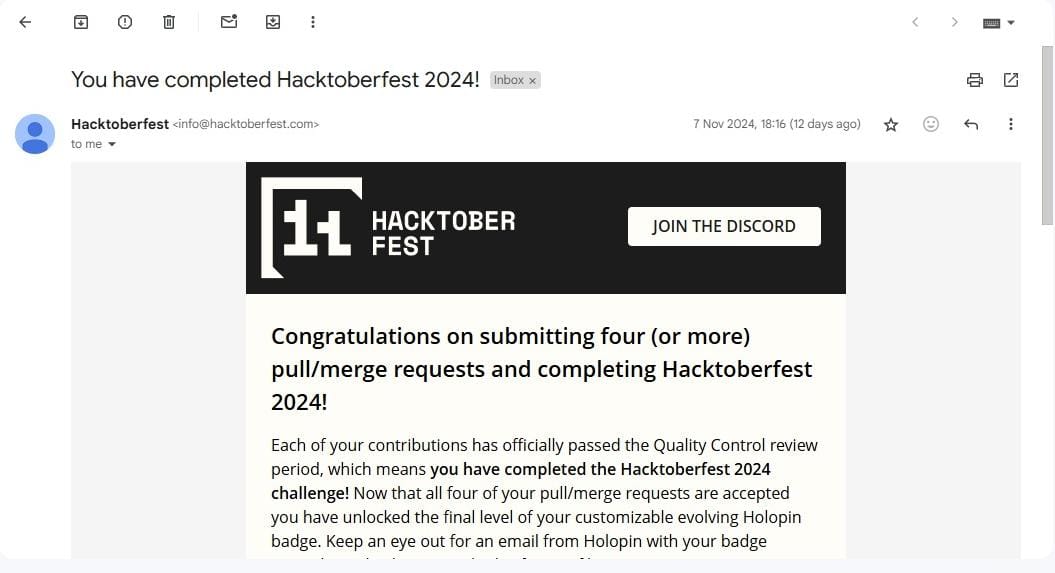 You have completed Hacktoberfest 2024! Inbox ×
Hacktoberfest <info@hacktoberfest.com> 7 Nov 2024, 18:16 (12 days ago)
to me
HACKTOBER
FEST
JOIN THE DISCORD
Congratulations on submitting four (or more)
pull/merge requests and completing Hacktoberfest
2024!
Each of your contributions has officially passed the Quality Control review
period, which means you have completed the Hacktoberfest 2024
challenge! Now that all four of your pull/merge requests are accepted
you have unlocked the final level of your customizable evolving Holopin
badge. Keep an eye out for an email from Holopin with your badge